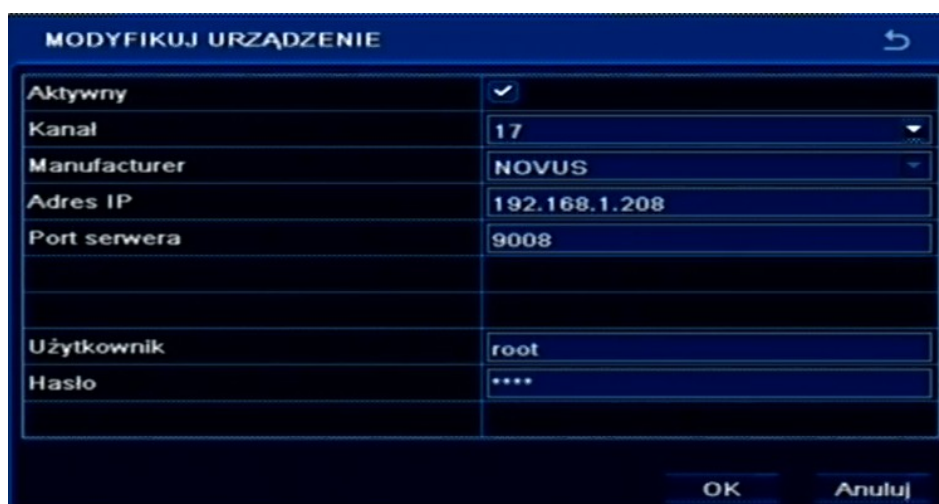 MODYFIKUJ URZĄDZENIE
Aktywny
Kanał 17
Manufacturer NOVUS
Adres IP 192.168.1.208
Port serwera 9008
Użytkownik root
Hasło ****
OK Anuluj